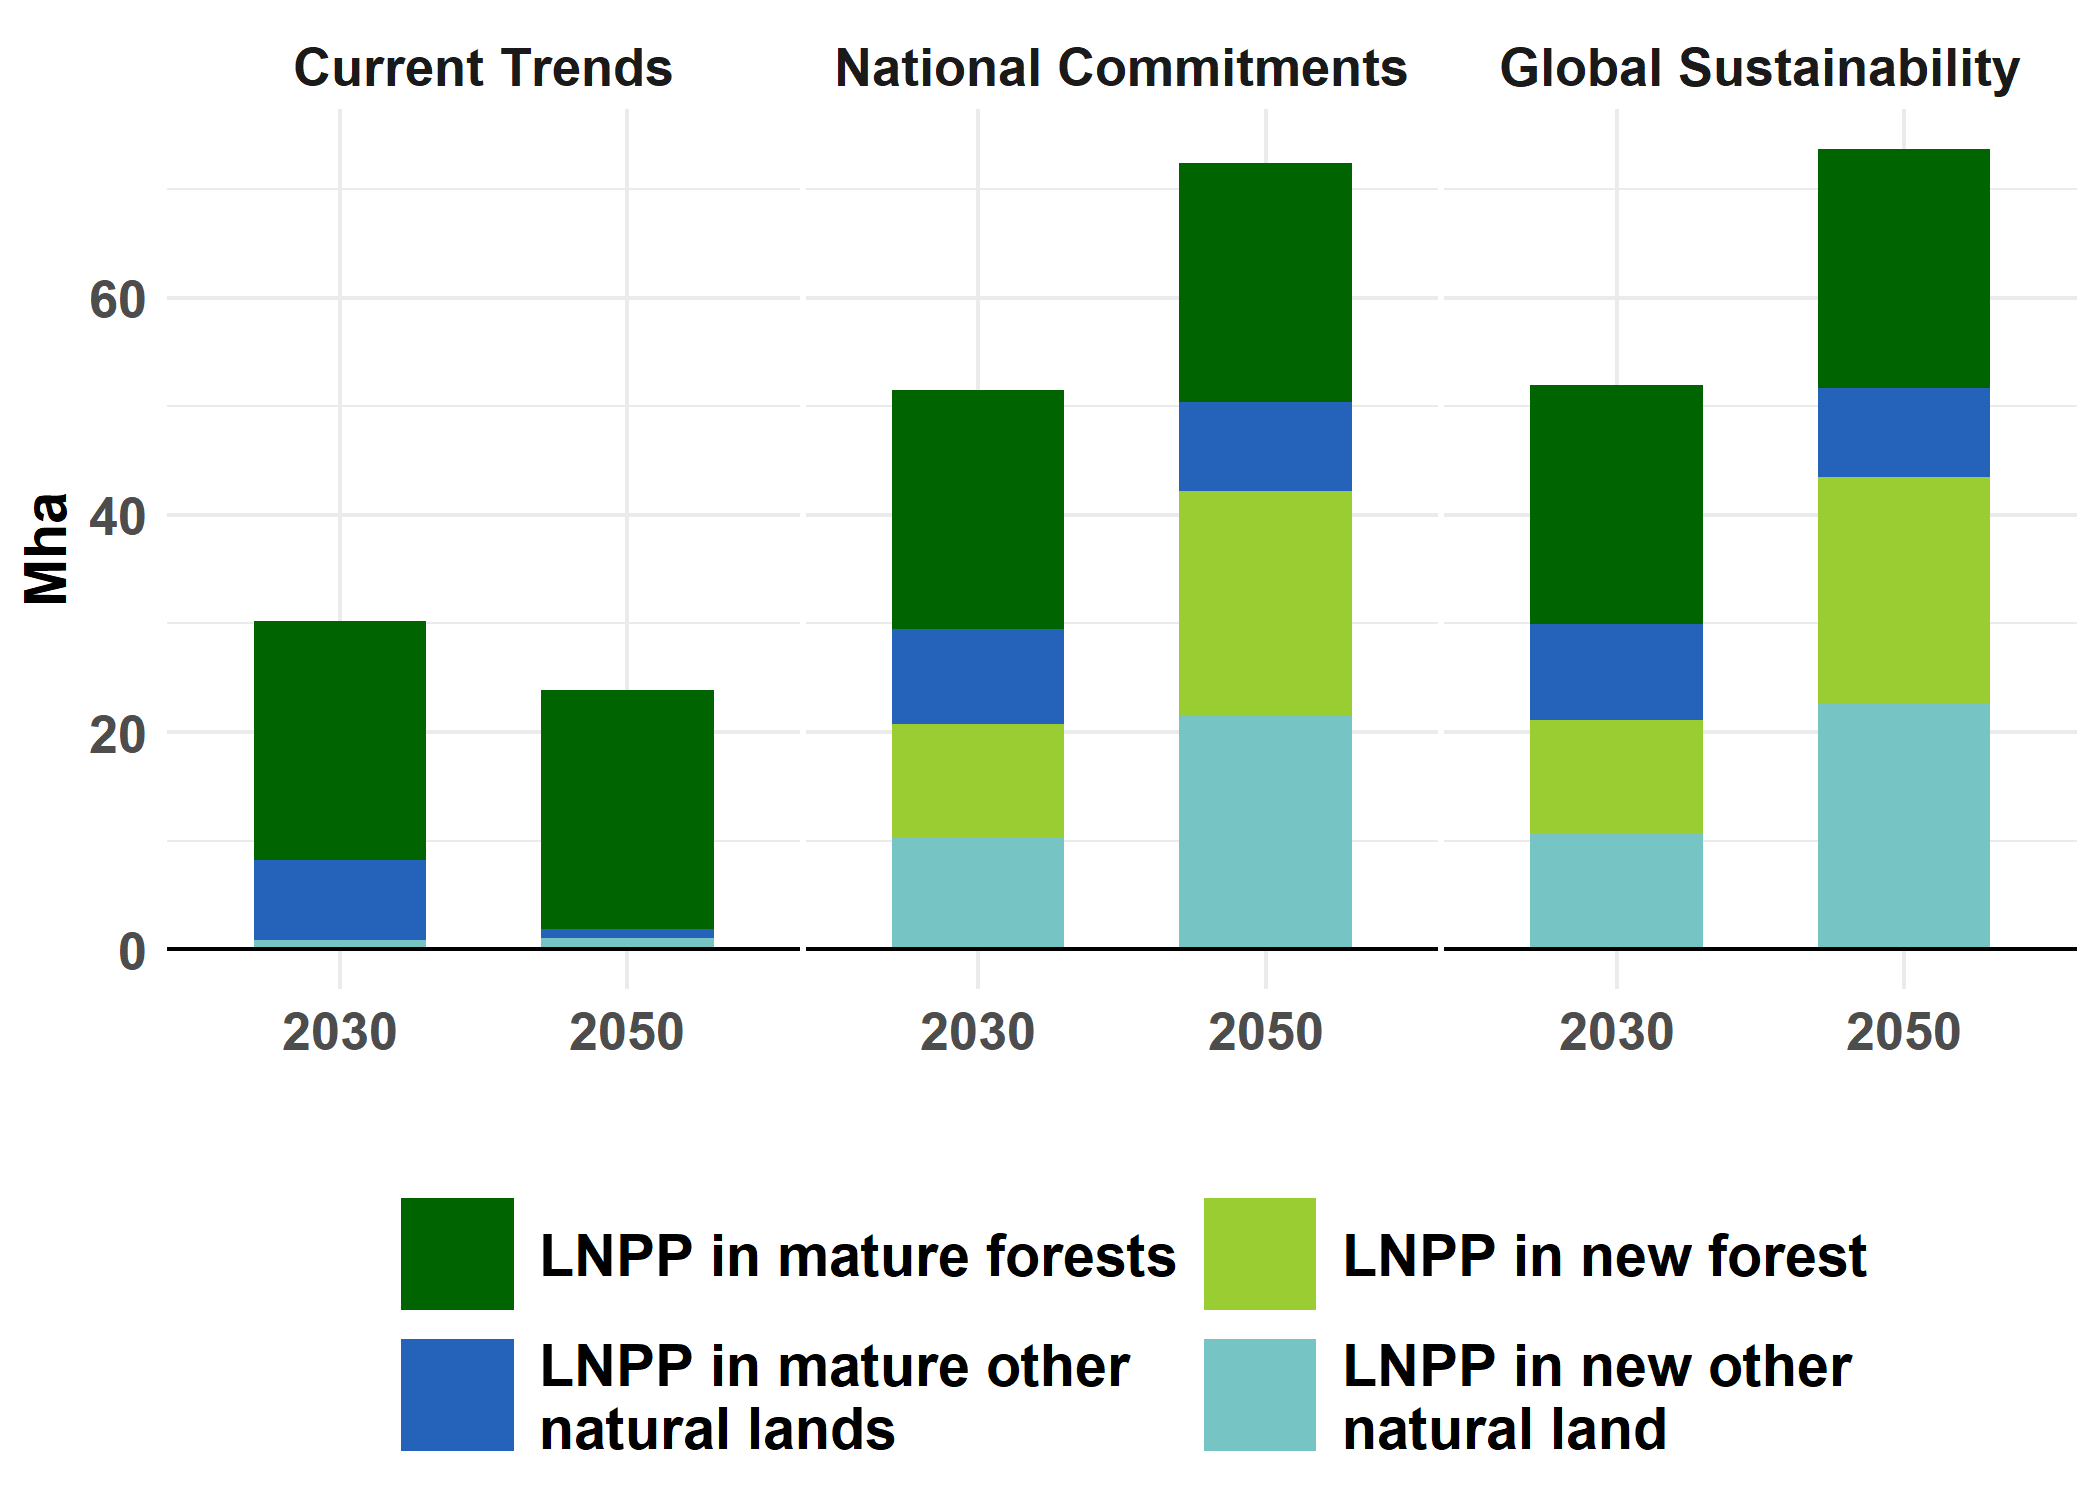 Current Trends
National Commitments
Global Sustainability
Mha
60
40
20
0
2030
2050
2030
2050
2030
2050
LNPP in mature forests
LNPP in new forest
LNPP in mature other
natural lands
LNPP in new other
natural land